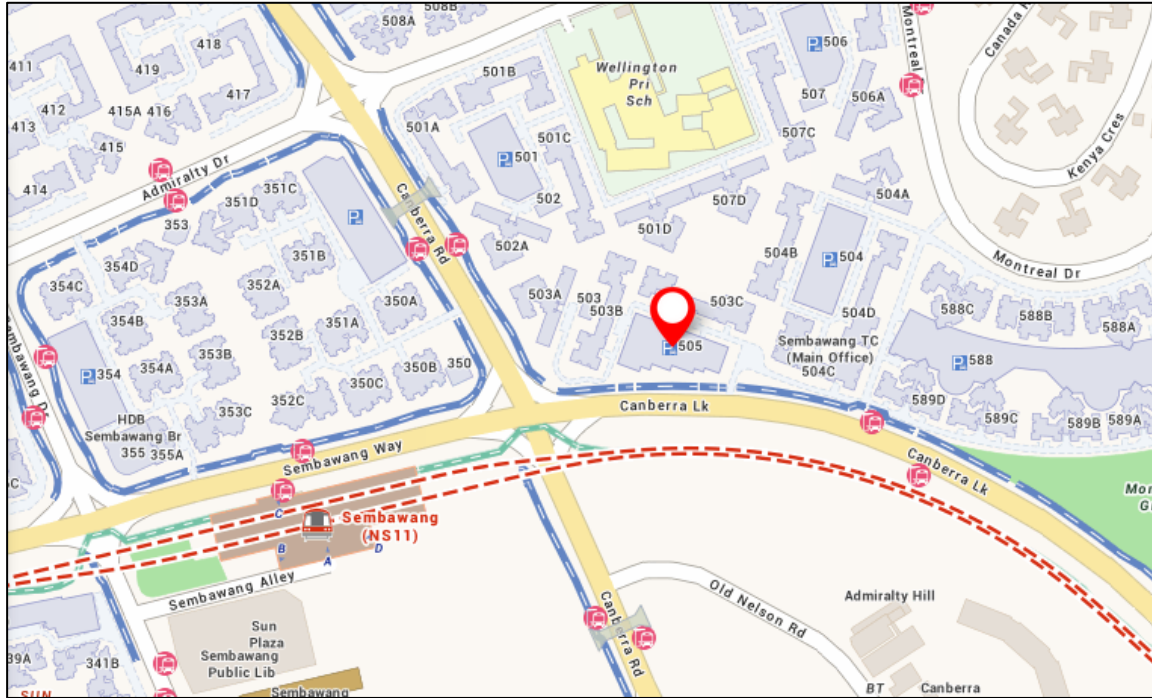 508A
508B
411
418
419
417
412
415A
416
413
415
414
Admiralty Dr
501B
501A
501C
501
502
502A
Wellington
Pri
Sch
506
507
506A
507C
507D
501D
504A
504B
504
Montreal
Canada
Kenya Cres
Montreal Dr
353
351D
351C
351B
354C
354D
353A
352A
354B
352B
351A
350A
354
354A
353B
350C
350B
350
353C
352C
HDB
Sembawang Br
355
355A
Canberra Rd
503A
503
503B
503C
505
504D
Sembawang TC
(Main Office)
504C
588C
588B
588A
588
589D
589C
589B
589A
Canberra Lk
Canberra Lk
Sembawang Way
C
Sembawang
(NS11)
B
A
D
Sembawang Alley
Sun
Plaza
Sembawang
Public Lib
Sembawang
341B
39A
SUN
Canberra Rd
Old Nelson Rd
Admiralty Hill
BT
Canberra